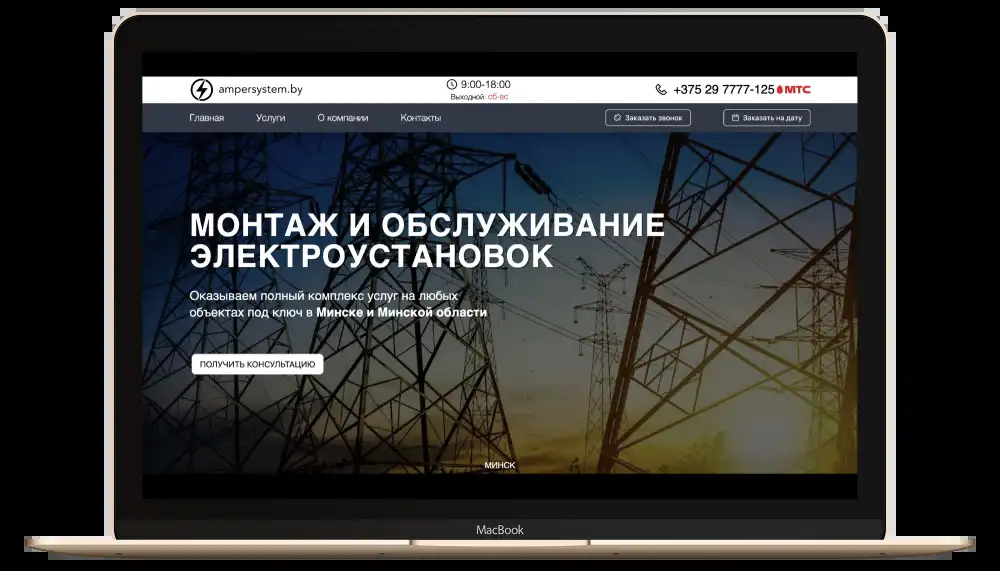 ampersystem.by
9:00-18:00
Выходной: сб-вс
+375 29 7777-125 МТС
Главная Услуги О компании Контакты
Заказать звонок Заказать на дату
МОНТАЖ И ОБСЛУЖИВАНИЕ
ЭЛЕКТРОУСТАНОВОК
Оказываем полный комплекс услуг на любых
объектах под ключ в Минске и Минской области
ПОЛУЧИТЬ КОНСУЛЬТАЦИЮ
МИНСК
MacBook